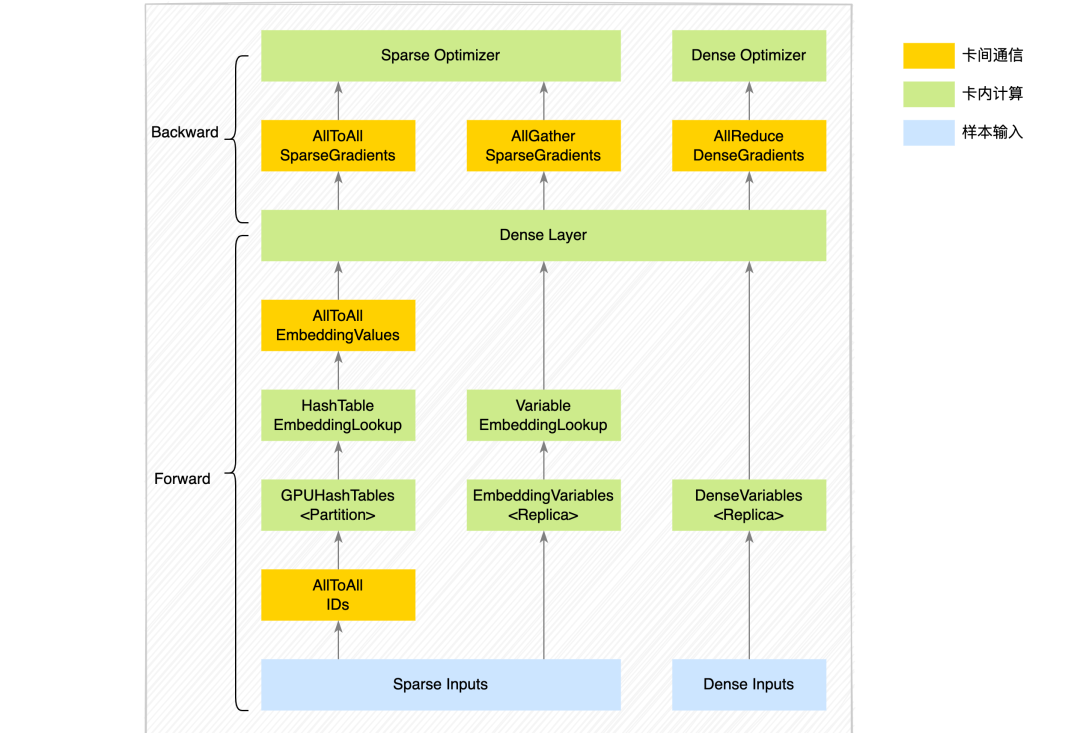 Sparse Optimizer
Dense Optimizer
卡间通信
卡内计算
样本输入
Backward
AllToAll
SparseGradients
AllGather
SparseGradients
AllReduce
DenseGradients
Dense Layer
Forward
AllToAll
EmbeddingValues
HashTable
EmbeddingLookup
Variable
EmbeddingLookup
GPUHashTables
<Partition>
EmbeddingVariables
<Replica>
DenseVariables
<Replica>
AllToAll
IDs
Sparse Inputs
Dense Inputs